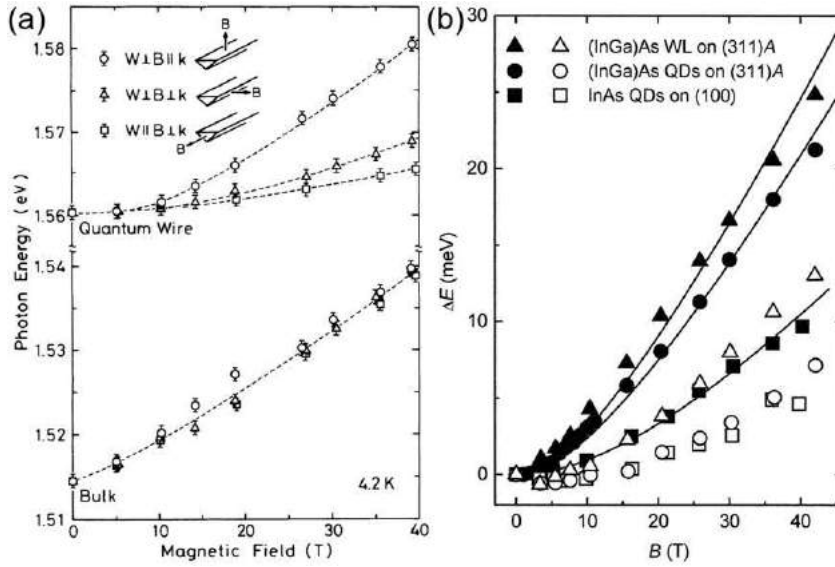 (a)
Photon Energy (eV)
1.58
1.57
1.56
1.54
1.53
1.52
1.51
W⊥B∥k
W⊥B⊥k
W∥B⊥k
B
B
B
Quantum Wire
Bulk
4.2K
0 10 20 30 40
Magnetic Field (T)
(b)
ΔE (meV)
30
20
10
0
(InGa)As WL on (311)A
(InGa)As QDs on (311)A
InAs QDs on (100)
0 10 20 30 40
B (T)